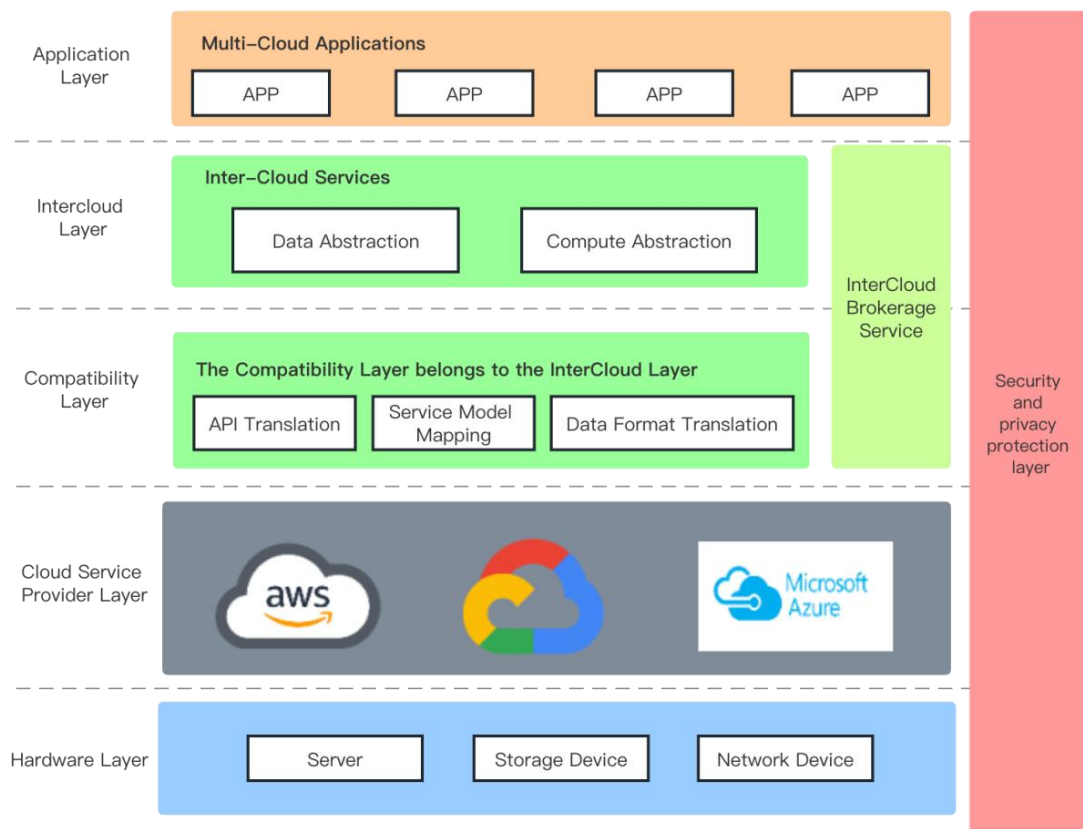 Application
Layer
Multi-Cloud Applications
APP
APP
APP
APP
Intercloud
Layer
Inter-Cloud Services
Data Abstraction
Compute Abstraction
InterCloud
Brokerage
Service
Compatibility
Layer
The Compatibility Layer belongs to the InterCloud Layer
API Translation
Service Model
Mapping
Data Format Translation
Security
and
privacy
protection
layer
Cloud Service
Provider Layer
aws
Microsoft
Azure
Hardware Layer
Server
Storage Device
Network Device